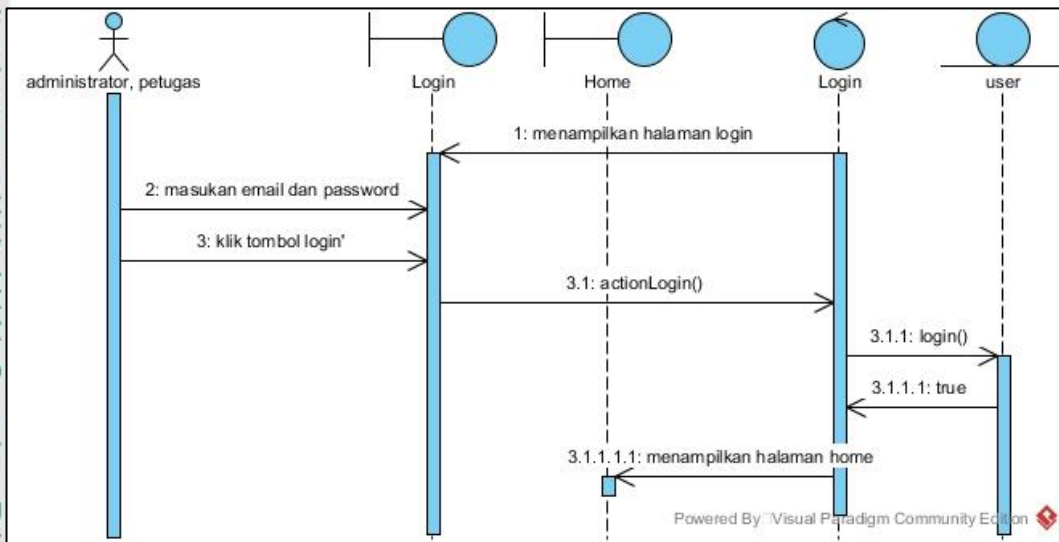 administrator, petugas
Login
Home
Login
user
1: menampilkan halaman login
2: masukan email dan password
3: klik tombol login'
3.1: actionLogin()
3.1.1: login()
3.1.1.1: true
3.1.1.1.1: menampilkan halaman home
Powered By Visual Paradigm Community Edition